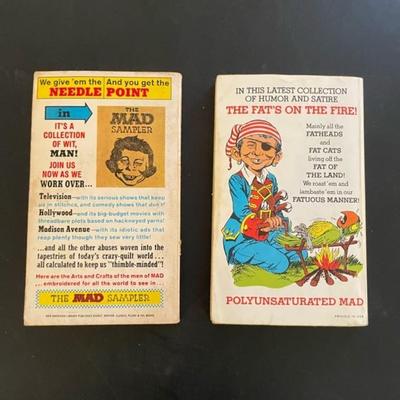 We give 'em the And you get the
NEEDLE POINT
in
IT'S A
COLLECTION
OF WIT,
MAN!
JOIN US
NOW AS WE
WORK OVER...
THE
MAD
SAMPLER
Television—with its serious shows that keep
us in stitches, and comedy shows that don't!
Hollywood—and its big-budget movies with
threadbare plots based on hackneyed yarns!
Madison Avenue—with its idiotic ads that
reap plenty though they sew very little!
...and all the other abuses woven into the
tapestries of today's crazy-quilt world...
all calculated to keep us "thimble-minded"!
Here are the Arts and Crafts of the men of MAD
...embroidered for all the world to see in...
THE MAD SAMPLER
IN THIS LATEST COLLECTION
OF HUMOR AND SATIRE
THE FAT'S ON THE FIRE!
Mainly all the
FATHEADS
and
FAT CATS
living off the
FAT OF
THE LAND!
We roast 'em and
lambaste 'em in our
FATUOUS MANNER!
POLYUNSATURATED MAD
PRINTED IN USA